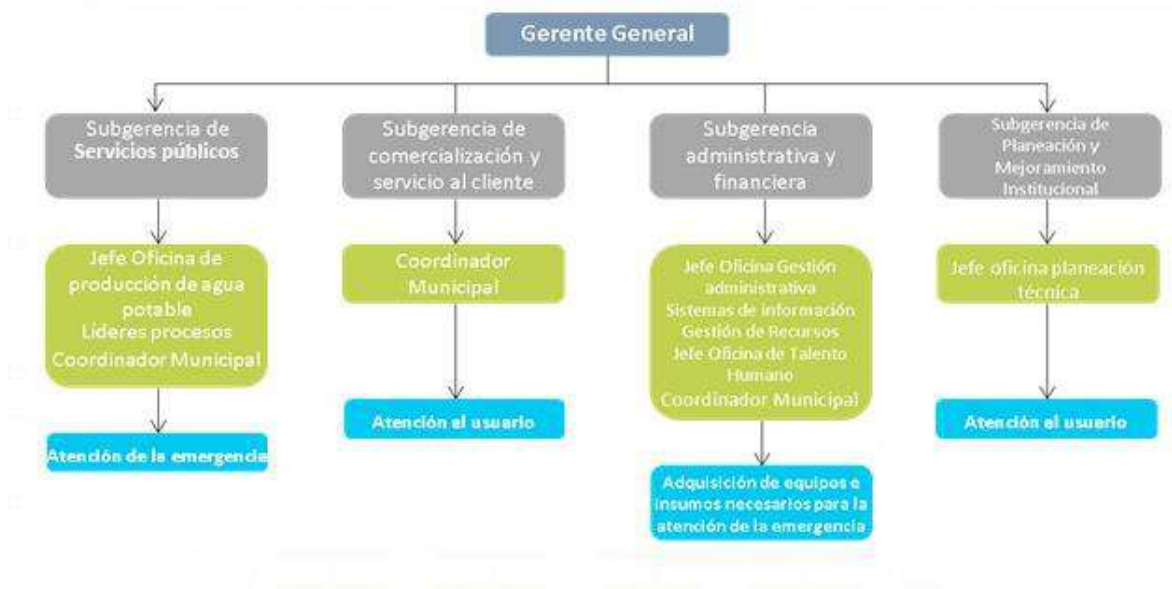 Gerente General
Subgerencia de
Servicios públicos
Subgerencia de
comercialización y
servicio al cliente
Subgerencia
administrativa y
financiera
Subgerencia de
Planeación y
Mejoramiento
Institucional
Jefe Oficina de
producción de agua
potable
Líderes procesos
Coordinador Municipal
Coordinador
Municipal
Jefe Oficina Gestión
administrativa
Sistemas de información
Gestión de Recursos
Jefe Oficina de Talento
Humano
Coordinador Municipal
Jefe oficina planeación
técnica
Atención de la emergencia
Atención el usuario
Adquisición de equipos e
insumos necesarios para la
atención de la emergencia
Atención el usuario